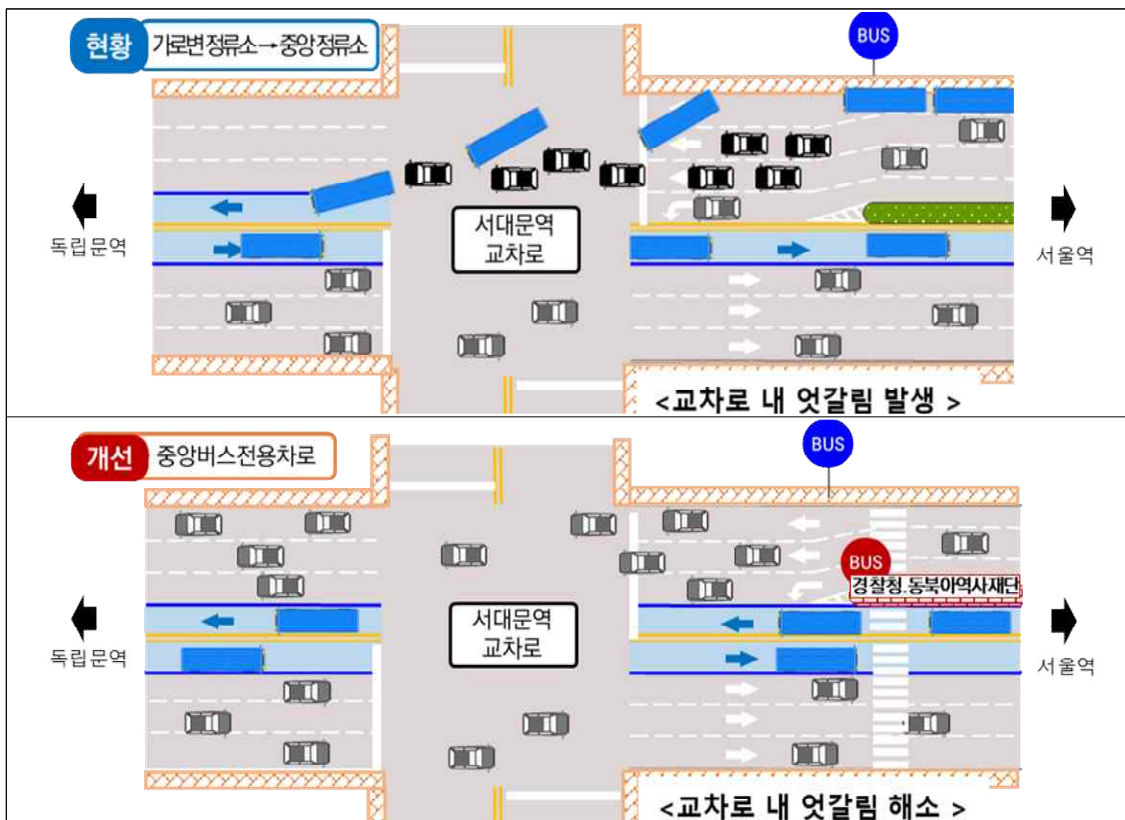 현황 가로변정류소→중앙정류소
BUS
독립문역
서대문역
교차로
서울역
<교차로 내 엇갈림 발생 >
개선 중앙버스전용차로
BUS
BUS
경찰청.동북아역사재단
독립문역
서대문역
교차로
서울역
<교차로 내 엇갈림 해소 >